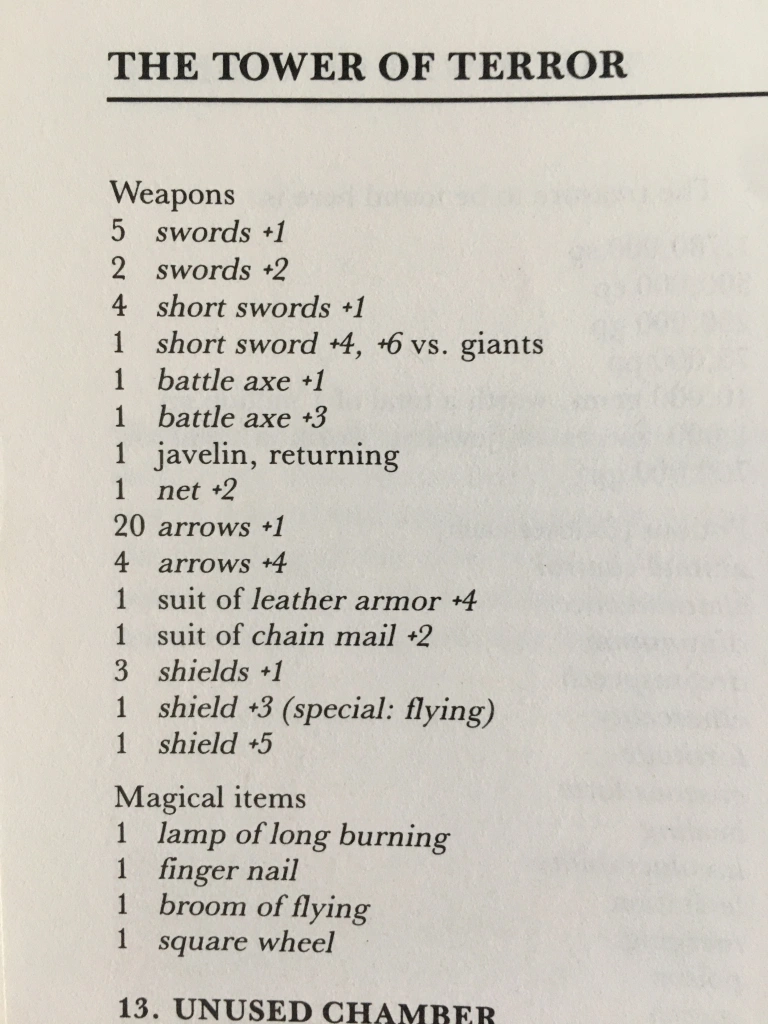 THE TOWER OF TERROR
Weapons
5 swords +1
2 swords +2
4 short swords +1
1 short sword +4, +6 vs. giants
1 battle axe +1
1 battle axe +3
1 javelin, returning
1 net +2
20 arrows +1
4 arrows +4
1 suit of leather armor +4
1 suit of chain mail +2
3 shields +1
1 shield +3 (special: flying)
1 shield +5
Magical items
1 lamp of long burning
1 finger nail
1 broom of flying
1 square wheel
13. UNUSED CHAMBER